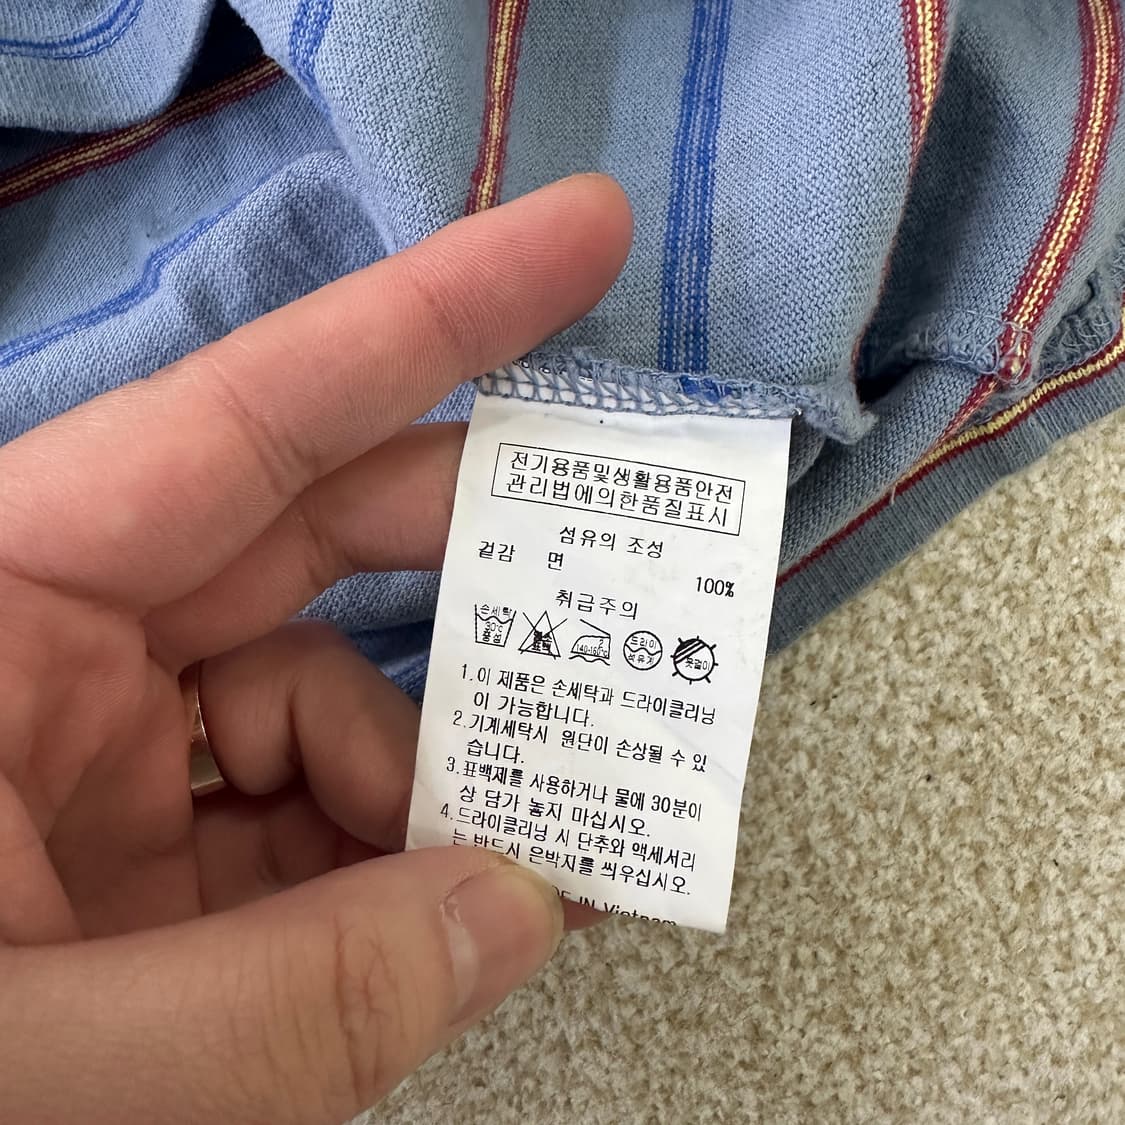 전기용품및생활용품안전
관리법에의한품질표시
섬유의 조성
겉감 면 100%
취급주의
손세탁 30℃ 중성
염소 표백
2 140-160℃
드라이 석유계
옷걸이
1.이 제품은 손세탁과 드라이클리닝
이 가능합니다.
2.기계세탁시 원단이 손상될 수 있
습니다.
3.표백제를 사용하거나 물에 30분이
상 담가 놓지 마십시오.
4.드라이클리닝 시 단추와 액세서리
는 반드시 은박지를 씌우십시오.
IN Vietnam